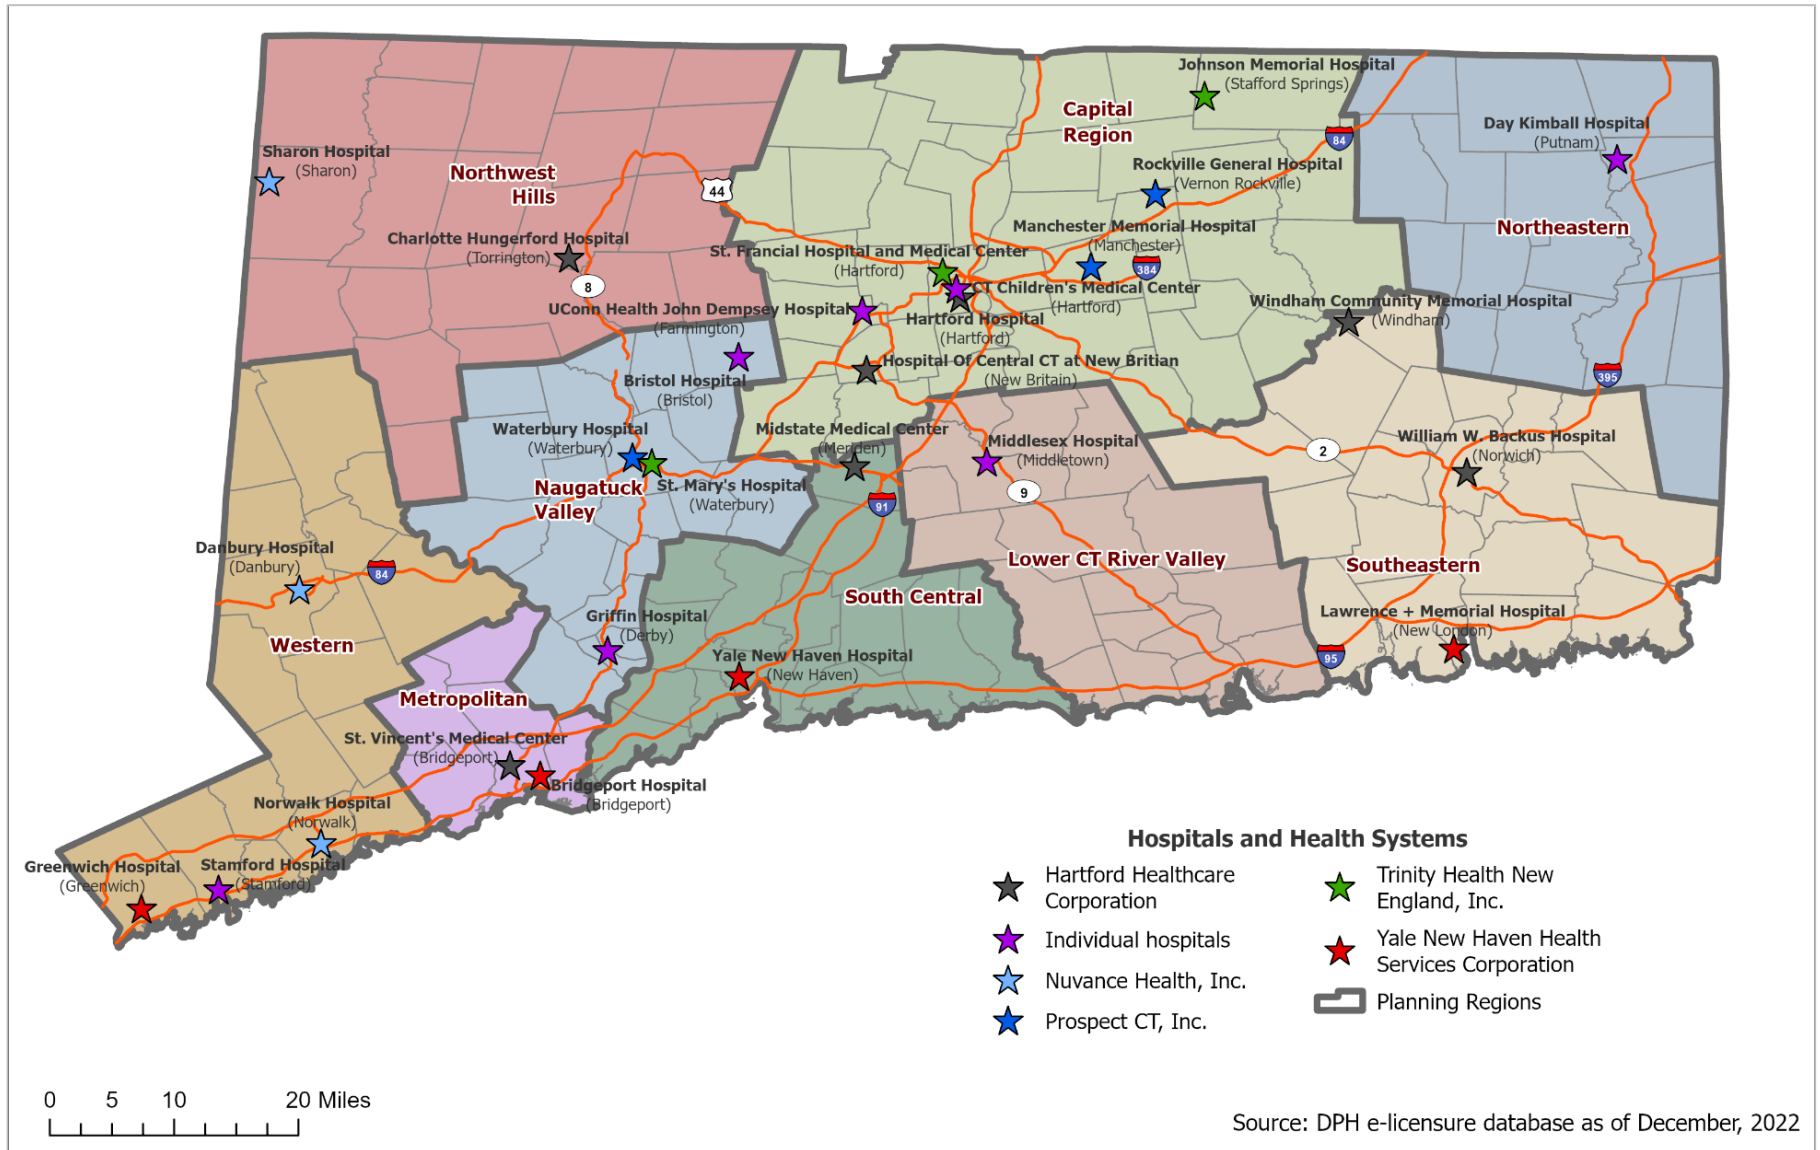 Johnson Memorial Hospital
(Stafford Springs)
Capital
Region
84
Day Kimball Hospital
(Putnam)
Sharon Hospital
(Sharon)
Northwest
Hills
44
Rockville General Hospital
(Vernon Rockville)
Northeastern
Charlotte Hungerford Hospital
(Torrington)
8
St. Francial Hospital and Medical Center
(Hartford)
Manchester Memorial Hospital
(Manchester)
384
CT Children's Medical Center
(Hartford)
Windham Community Memorial Hospital
(Windham)
UConn Health John Dempsey Hospital
(Farmington)
Hartford Hospital
(Hartford)
Hospital Of Central CT at New Britian
(New Britain)
395
Bristol Hospital
(Bristol)
Waterbury Hospital
(Waterbury)
Midstate Medical Center
(Meriden)
Middlesex Hospital
(Middletown)
2
William W. Backus Hospital
(Norwich)
Naugatuck
Valley
St. Mary's Hospital
(Waterbury)
91
9
Danbury Hospital
(Danbury)
84
Lower CT River Valley
Southeastern
South Central
Griffin Hospital
(Derby)
Lawrence + Memorial Hospital
(New London)
Western
Yale New Haven Hospital
(New Haven)
95
Metropolitan
St. Vincent's Medical Center
(Bridgeport)
Bridgeport Hospital
(Bridgeport)
Norwalk Hospital
(Norwalk)
Greenwich Hospital
(Greenwich)
Stamford Hospital
(Stamford)
Hospitals and Health Systems
Hartford Healthcare
Corporation
Individual hospitals
Nuvance Health, Inc.
Prospect CT, Inc.
Trinity Health New
England, Inc.
Yale New Haven Health
Services Corporation
Planning Regions
0 5 10 20 Miles
Source: DPH e-licensure database as of December, 2022